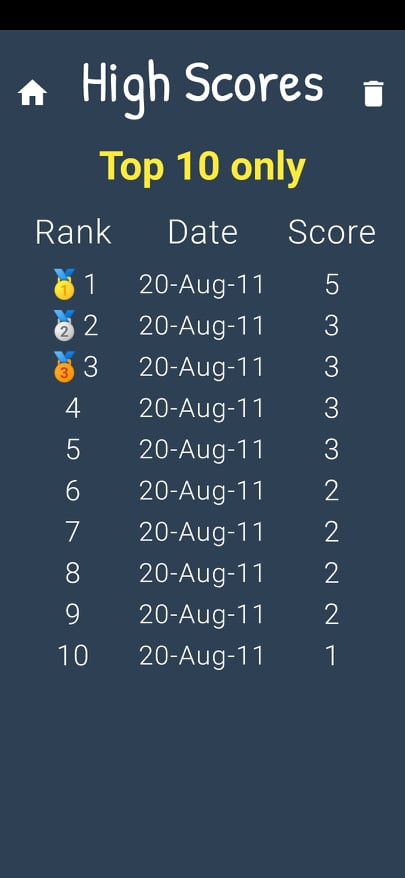 High Scores
Top 10 only
Rank Date Score
🥇1 20-Aug-11 5
🥈2 20-Aug-11 3
🥉3 20-Aug-11 3
4 20-Aug-11 3
5 20-Aug-11 3
6 20-Aug-11 2
7 20-Aug-11 2
8 20-Aug-11 2
9 20-Aug-11 2
10 20-Aug-11 1